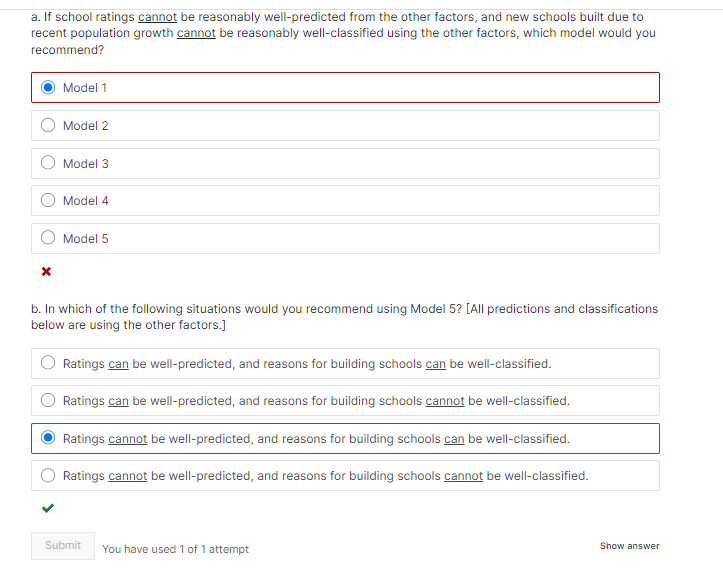 a. If school ratings cannot be reasonably well-predicted from the other factors, and new schools built due to
recent population growth cannot be reasonably well-classified using the other factors, which model would you
recommend?
Model 1
Model 2
Model 3
Model 4
Model 5
b. In which of the following situations would you recommend using Model 5? [All predictions and classifications
below are using the other factors.]
Ratings can be well-predicted, and reasons for building schools can be well-classified.
Ratings can be well-predicted, and reasons for building schools cannot be well-classified.
Ratings cannot be well-predicted, and reasons for building schools can be well-classified.
Ratings cannot be well-predicted, and reasons for building schools cannot be well-classified.
Submit
You have used 1 of 1 attempt
Show answer